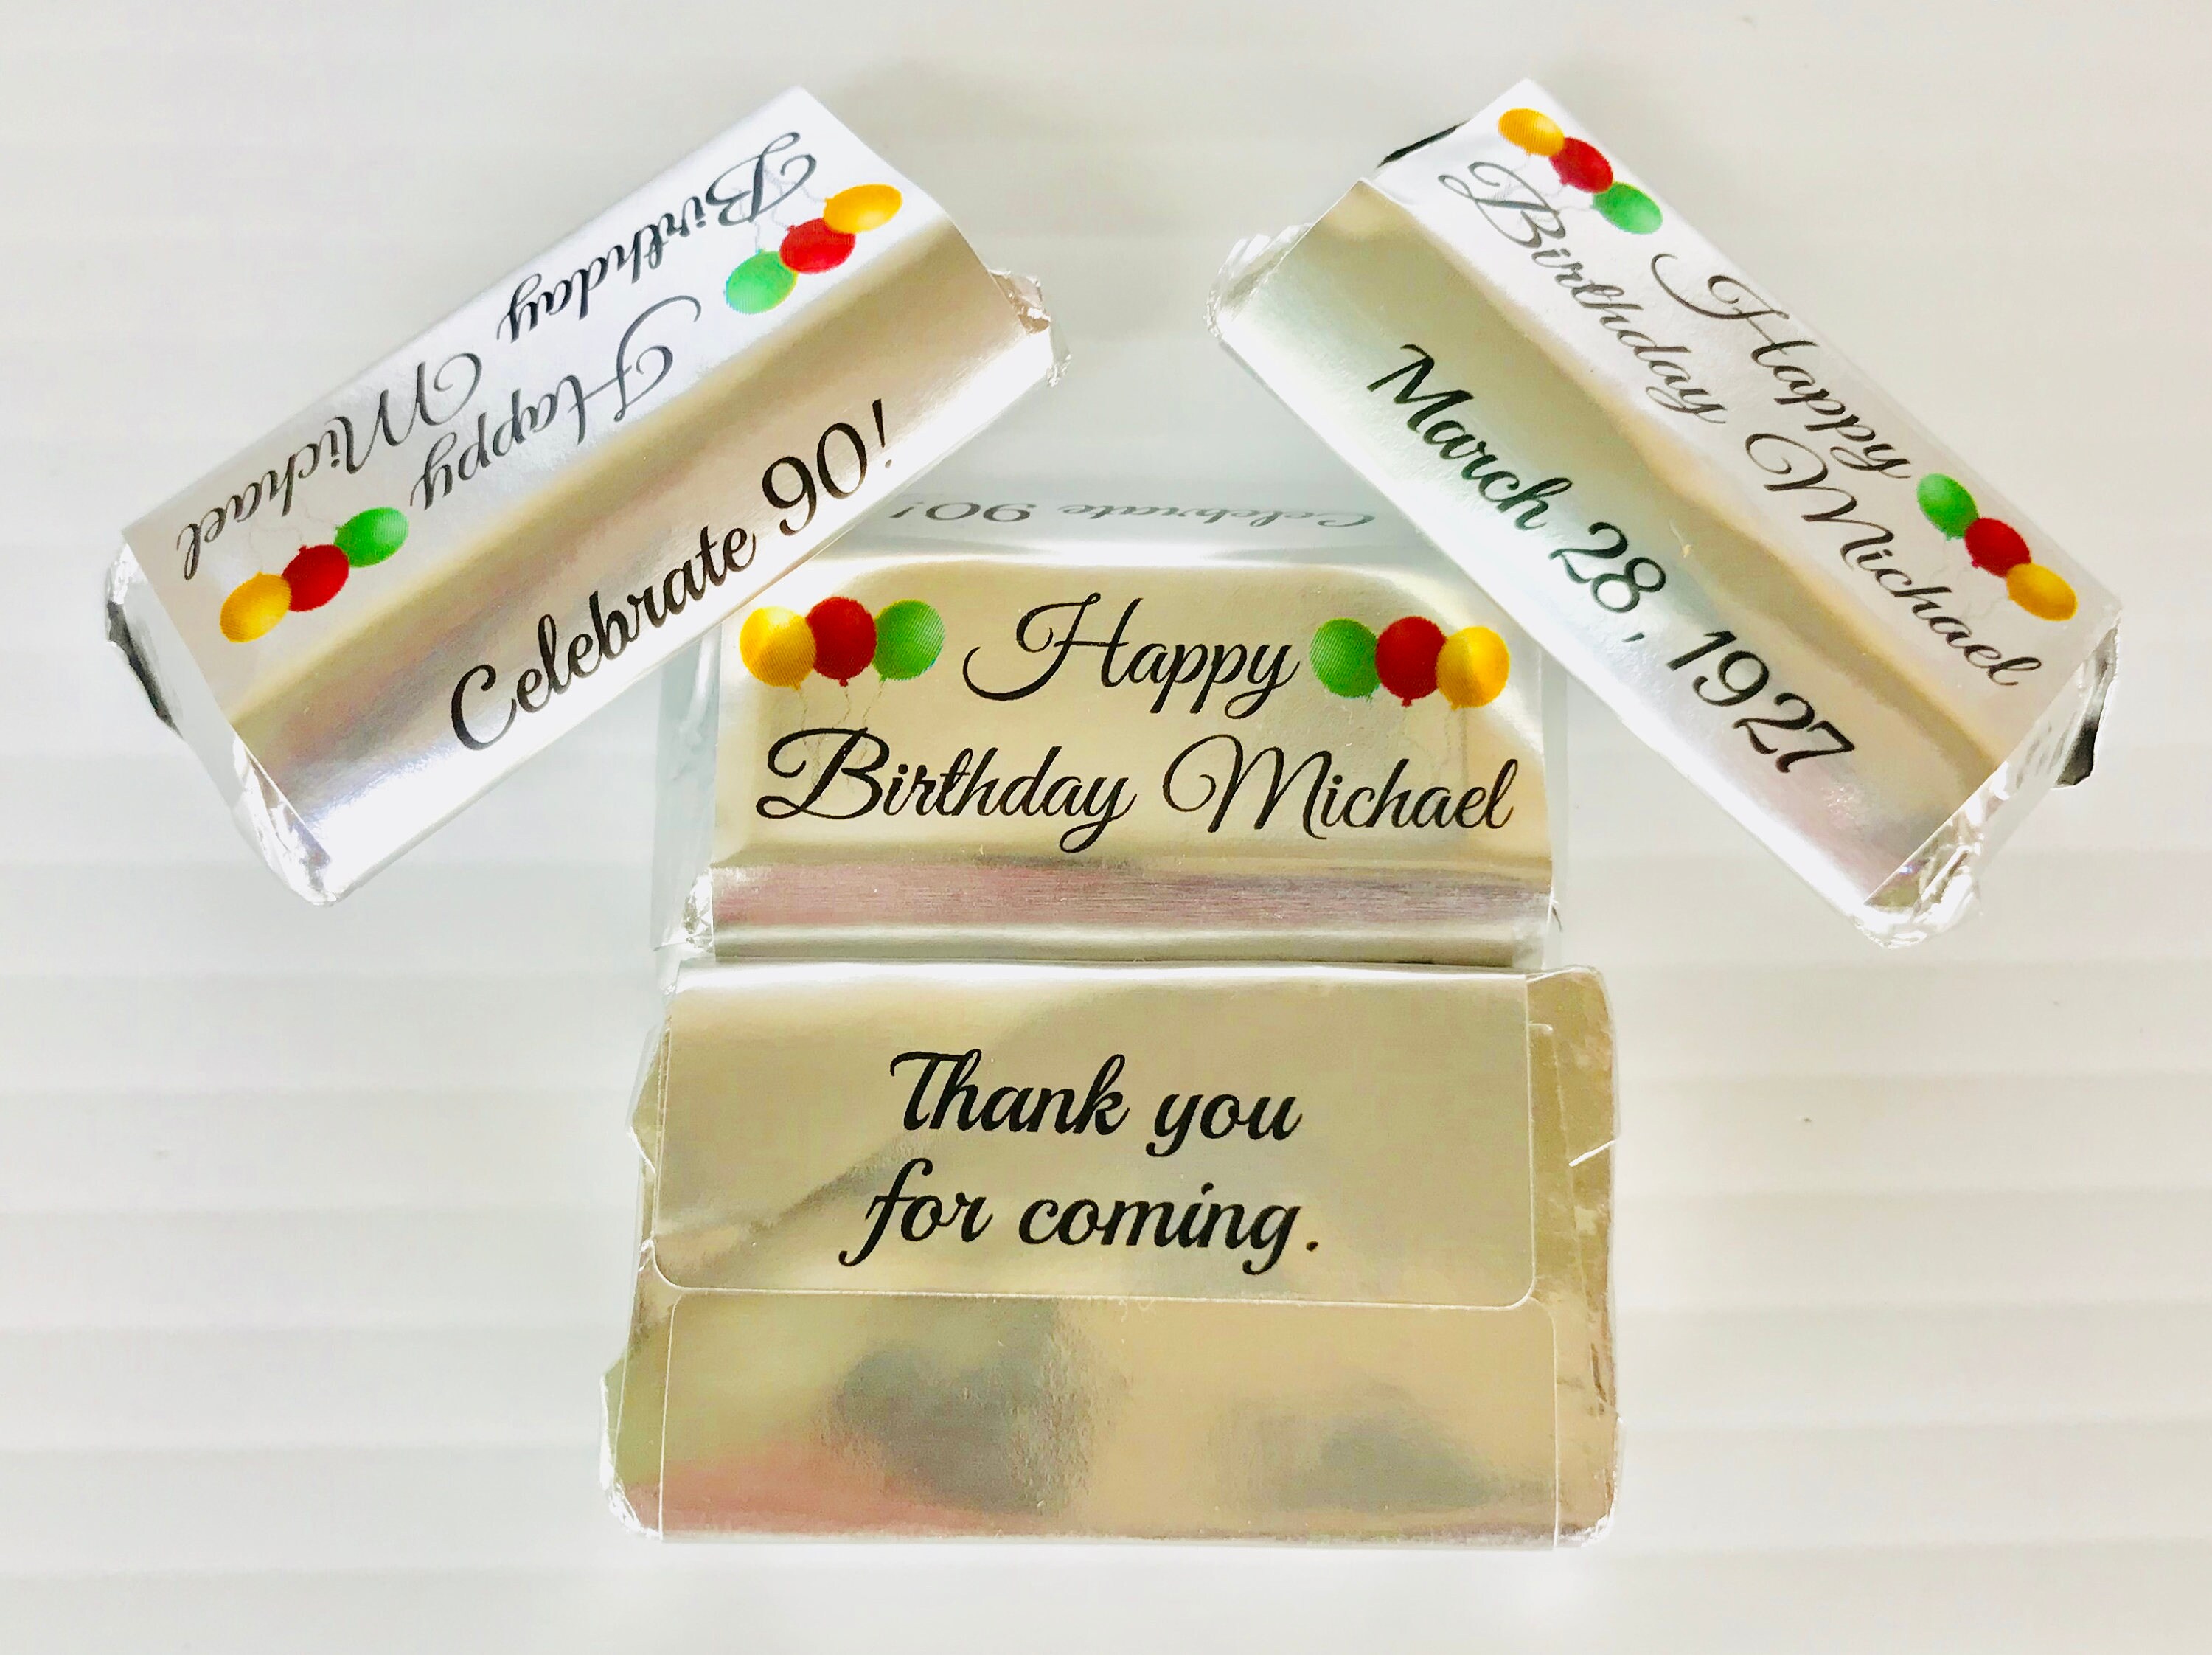 Happy
Birthday Michael
Celebrate 90!
Happy
Birthday Michael
March 28, 1927
Celebrate 90!
Happy
Birthday Michael
Thank you
for coming.